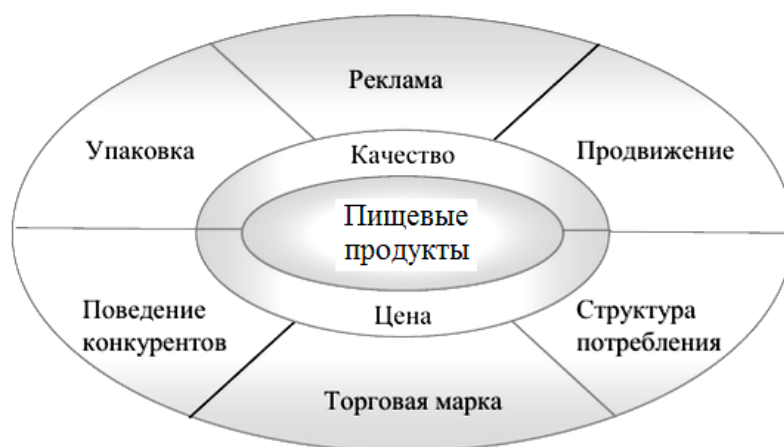 Реклама
Упаковка
Качество
Продвижение
Пищевые
продукты
Поведение
конкурентов
Цена
Структура
потребления
Торговая марка